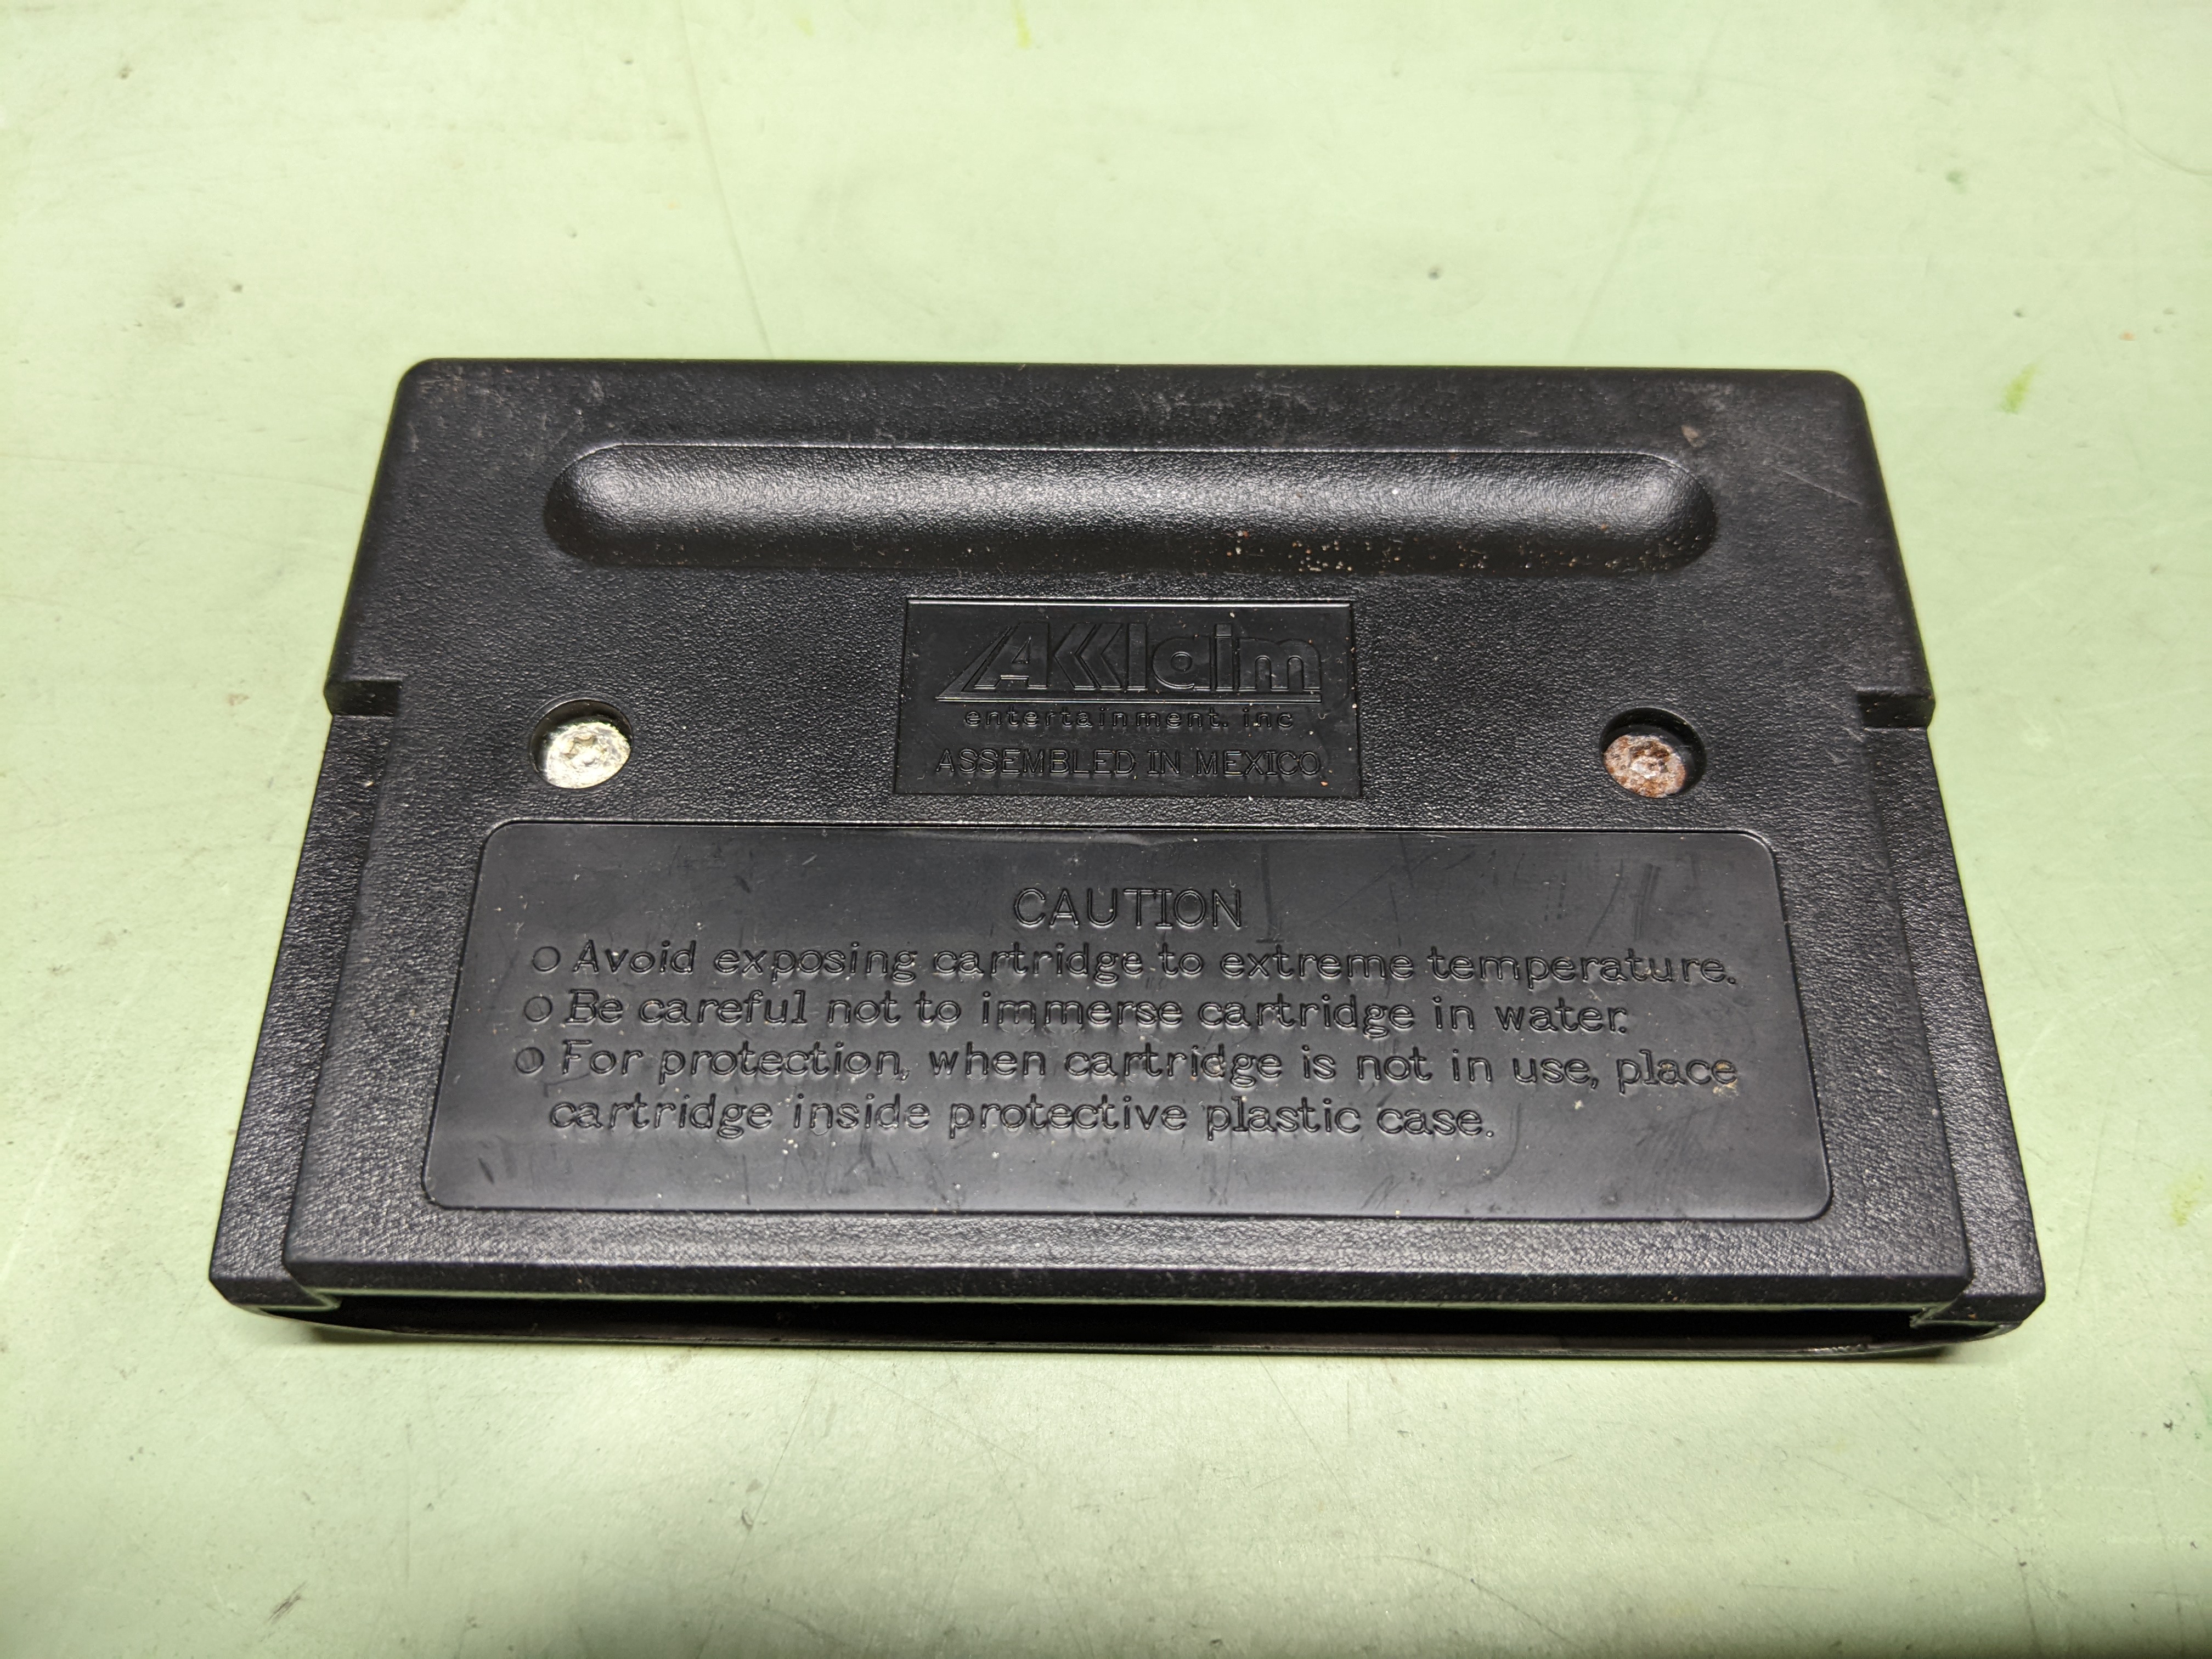 AKKlaim
entertainment. inc
ASSEMBLED IN MEXICO
CAUTION
○ Avoid exposing cartridge to extreme temperature.
○ Be careful not to immerse cartridge in water.
○ For protection, when cartridge is not in use, place
cartridge inside protective plastic case.